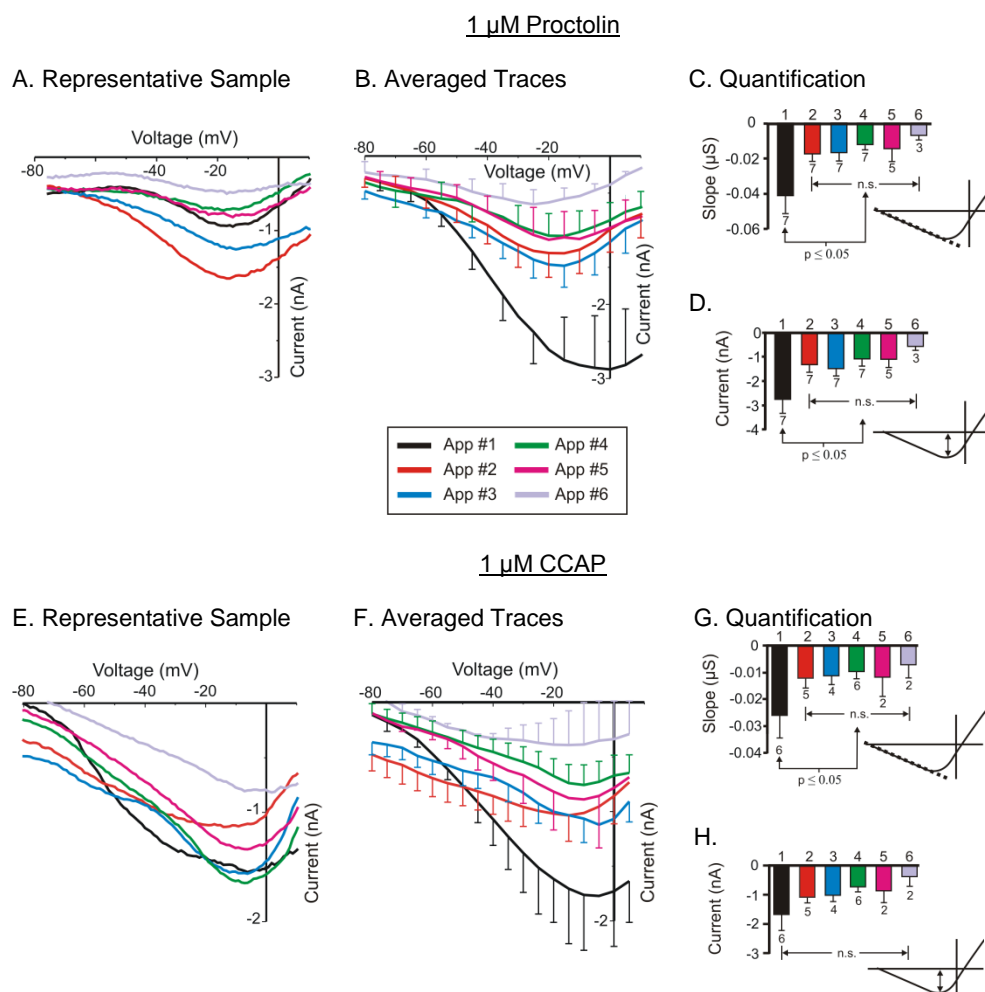 1 µM Proctolin
A. Representative Sample
B. Averaged Traces
C. Quantification
Voltage (mV)
-80 -60 -40 -20
-1
-2
-3
Current (nA)
-80 -60 -40 -20
Voltage (mV)
-2
-3
Current (nA)
1 2 3 4 5 6
0
-0.02
-0.04
-0.06
Slope (µS)
7 7 7 7 5 3
n.s.
p ≤ 0.05
D.
1 2 3 4 5 6
0
-1
-2
-3
-4
Current (nA)
7 7 7 7 5 3
n.s.
p ≤ 0.05
App #1 App #4
App #2 App #5
App #3 App #6
1 µM CCAP
E. Representative Sample
F. Averaged Traces
G. Quantification
Voltage (mV)
-80 -60 -40 -20
-1
-2
Current (nA)
Voltage (mV)
-80 -60 -40 -20
-2
Current (nA)
1 2 3 4 5 6
0
-0.01
-0.02
-0.03
-0.04
Slope (µS)
6 5 4 6 2 2
n.s.
p ≤ 0.05
H.
1 2 3 4 5 6
0
-1
-2
-3
Current (nA)
6 5 4 6 2 2
n.s.